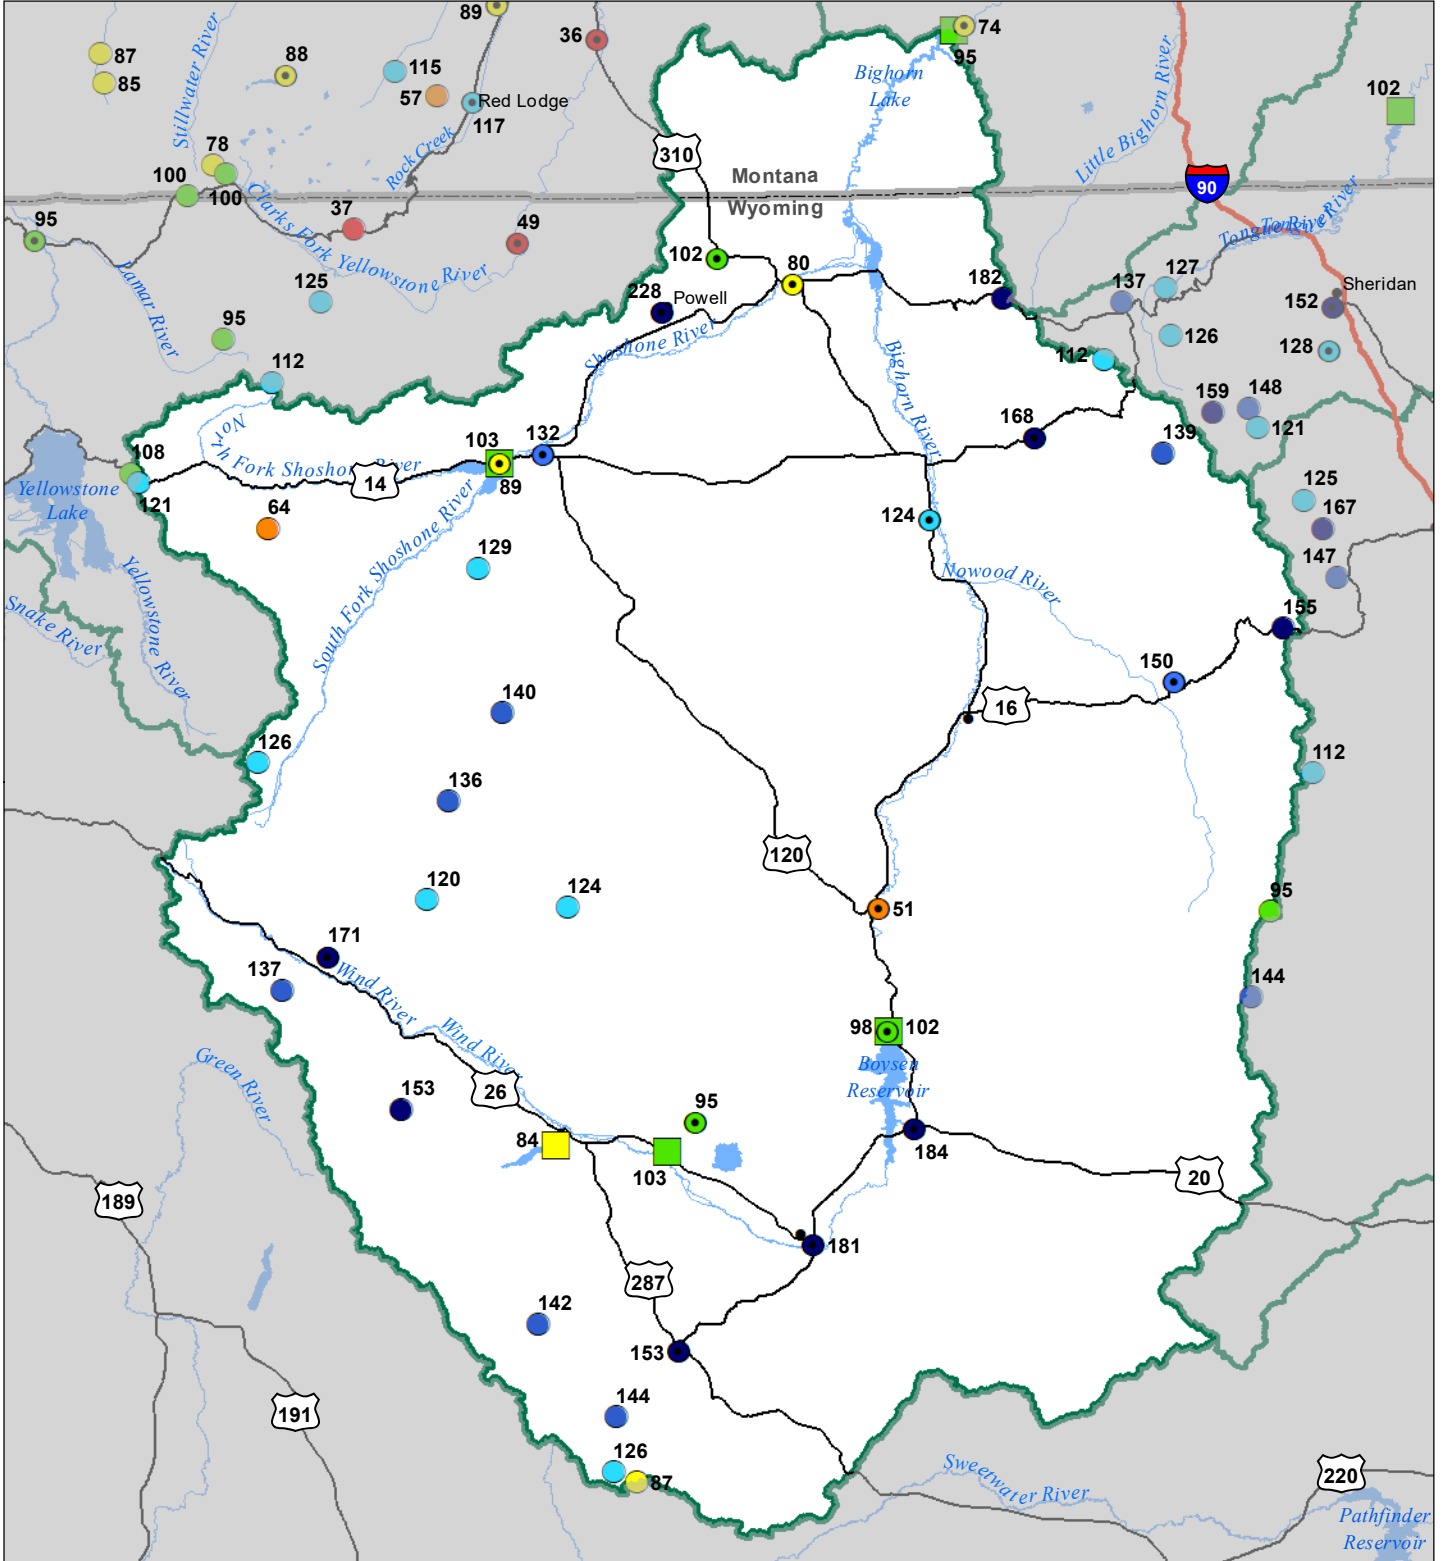 89
36
74
95
87
85
88
115
57
Red Lodge
117
102
Stillwater River
Bighorn
Lake
Little Bighorn River
Rock Creek
310
78
100
100
90
Montana
Wyoming
37
49
95
Clarks Fork Yellowstone River
Lamar River
Tongue River
Tongue River
102
80
125
228
Powell
182
137
127
Sheridan
152
95
126
128
Shoshone River
Bighorn River
112
112
159
148
121
168
139
North Fork Shoshone River
108
103
132
89
14
121
Yellowstone
Lake
64
124
125
167
129
South Fork Shoshone River
147
Nowood River
Yellowstone River
Snake River
155
150
140
16
126
112
136
120
120
124
51
95
171
137
Wind River
144
98
102
Wind River
Boysen
Reservoir
Green River
153
26
95
84
103
184
20
189
181
287
142
153
144
191
126
87
Sweetwater River
220
Pathfinder
Reservoir